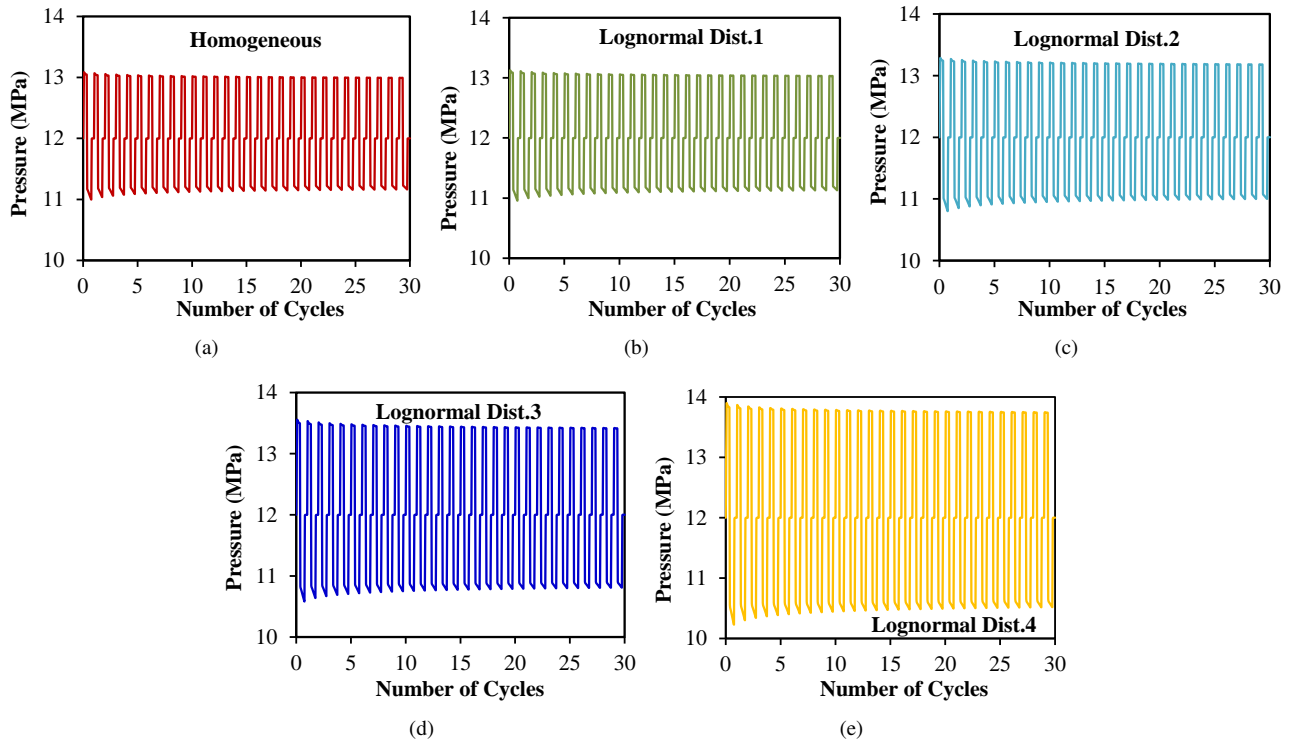 Homogeneous
Pressure (MPa)
14
13
12
11
10
0 5 10 15 20 25 30
Number of Cycles
(a)
Lognormal Dist.1
Pressure (MPa)
14
13
12
11
10
0 5 10 15 20 25 30
Number of Cycles
(b)
Lognormal Dist.2
Pressure (MPa)
14
13
12
11
10
0 5 10 15 20 25 30
Number of Cycles
(c)
Lognormal Dist.3
Pressure (MPa)
14
13
12
11
10
0 5 10 15 20 25 30
Number of Cycles
(d)
Pressure (MPa)
14
13
12
11
10
Lognormal Dist.4
0 5 10 15 20 25 30
Number of Cycles
(e)